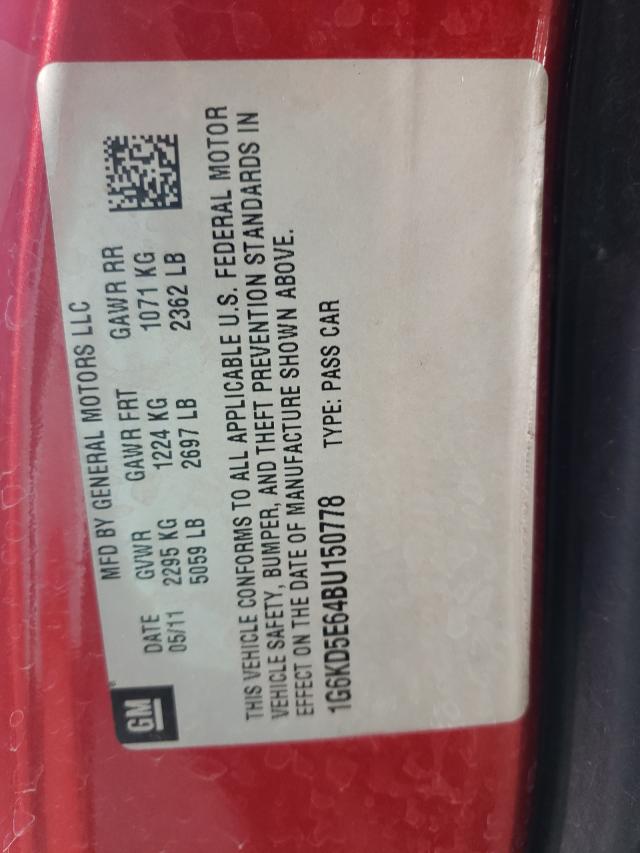 GM
MFD BY GENERAL MOTORS LLC
DATE GVWR GAWR FRT GAWR RR
05/11 2295 KG 1224 KG 1071 KG
5059 LB 2697 LB 2362 LB
THIS VEHICLE CONFORMS TO ALL APPLICABLE U.S. FEDERAL MOTOR
VEHICLE SAFETY, BUMPER, AND THEFT PREVENTION STANDARDS IN
EFFECT ON THE DATE OF MANUFACTURE SHOWN ABOVE.
1G6KD5E64BU150778 TYPE: PASS CAR